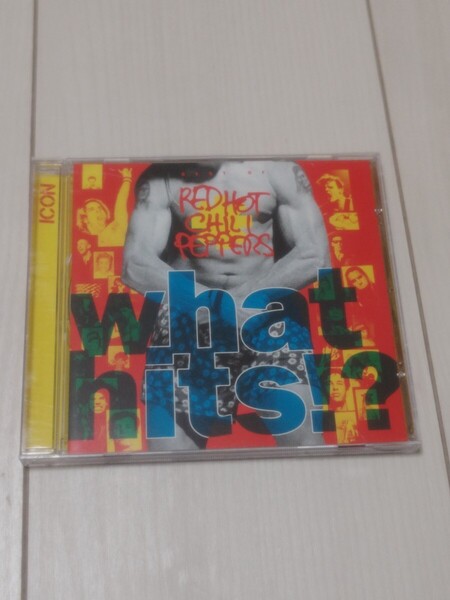 ICON
RED HOT
CHILI
PEPPERS
what
hits!?